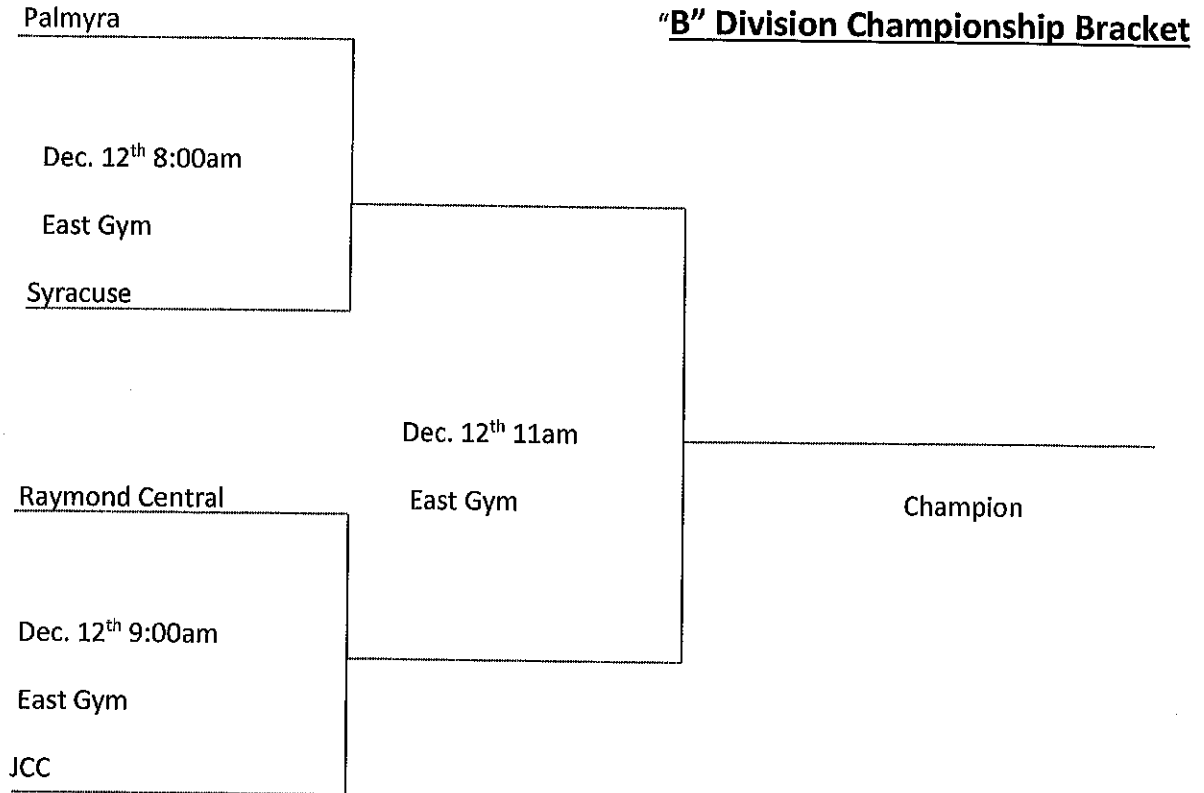 Palmyra
“B” Division Championship Bracket
Dec. 12th 8:00am
East Gym
Syracuse
Dec. 12th 11am
East Gym
Champion
Raymond Central
Dec. 12th 9:00am
East Gym
JCC